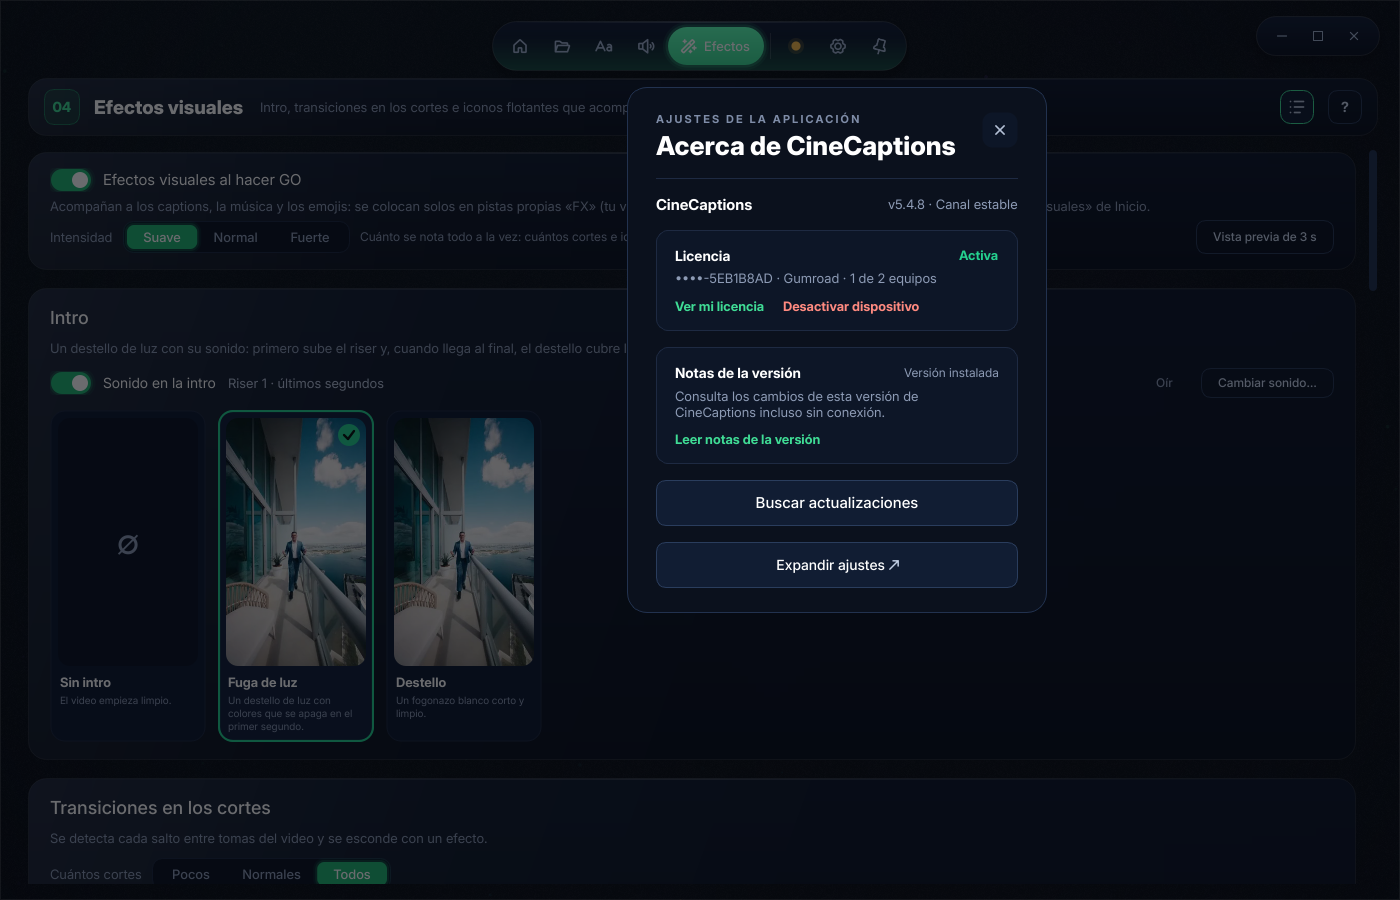 Aa
Efectos
04
Efectos visuales
Intro, transiciones en los cortes e iconos flotantes que
?
AJUSTES DE LA APLICACIÓN
Acerca de CineCaptions
CineCaptions
v5.4.8 · Canal estable
Licencia
Activa
••••-5EB1B8AD · Gumroad · 1 de 2 equipos
Ver mi licencia
Desactivar dispositivo
Notas de la versión
Versión instalada
Consulta los cambios de esta versión de
CineCaptions incluso sin conexión.
Leer notas de la versión
Buscar actualizaciones
Expandir ajustes ↗
Efectos visuales al hacer GO
Acompañan a los captions, la música y los emojis: se colocan solos en pistas propias «FX» (tu
suales» de Inicio.
Intensidad
Suave
Normal
Fuerte
Cuánto se nota todo a la vez: cuántos cortes e
Vista previa de 3 s
Intro
Un destello de luz con su sonido: primero sube el riser y, cuando llega al final, el destello cubre
Sonido en la intro
Riser 1 · últimos segundos
Oír
Cambiar sonido...
Sin intro
El video empieza limpio.
Fuga de luz
Un destello de luz con
colores que se apaga en el
primer segundo.
Destello
Un fogonazo blanco corto y
limpio.
Transiciones en los cortes
Se detecta cada salto entre tomas del video y se esconde con un efecto.
Cuántos cortes
Pocos
Normales
Todos